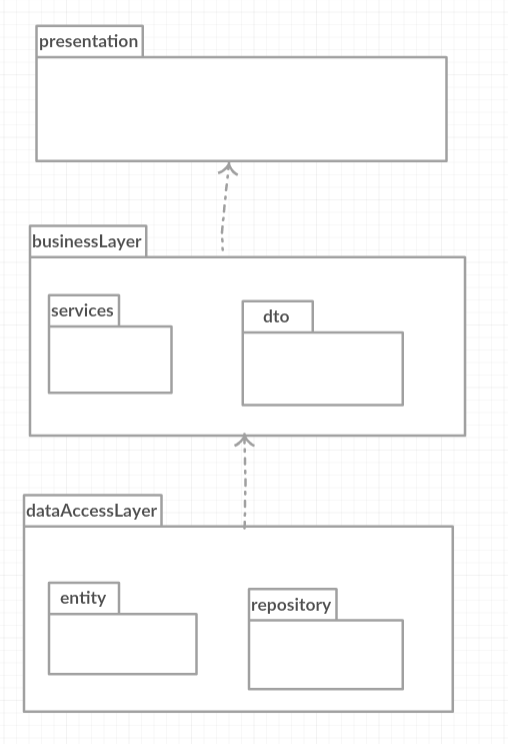 presentation
businessLayer
services
dto
dataAccessLayer
entity
repository